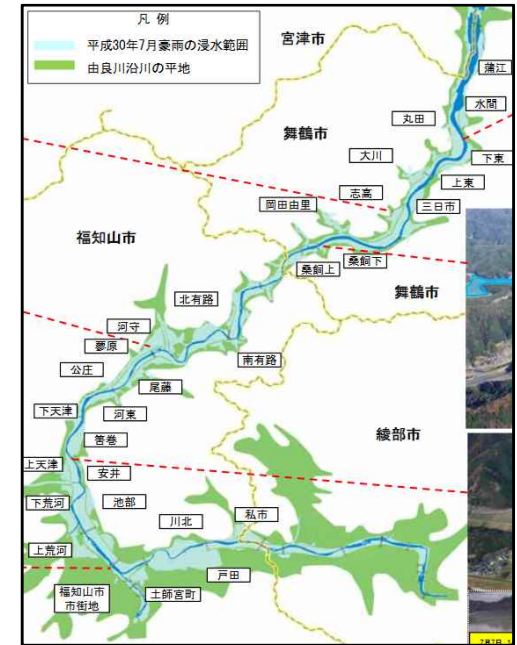 凡 例
平成30年7月豪雨の浸水範囲
由良川沿川の平地
宮津市
蒲江
水間
丸田
舞鶴市
下東
大川
上東
志高
三日市
岡田由里
福知山市
桑飼下
桑飼上
舞鶴市
北有路
河守
蓼原
南有路
公庄
尾藤
下天津
河東
筈巻
綾部市
上天津
安井
下荒河
池部
私市
川北
上荒河
戸田
福知山市
市街地
土師宮町
7月7日